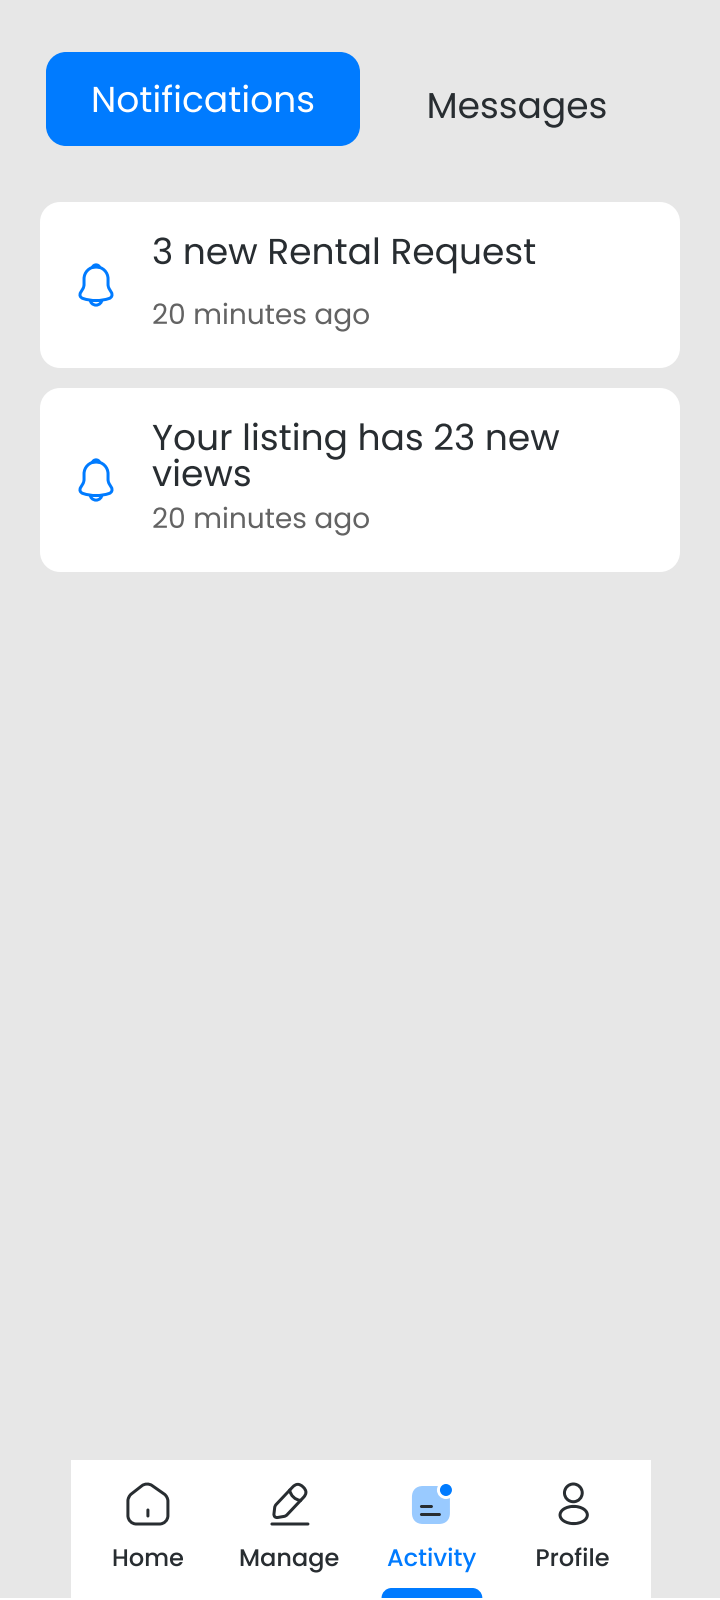 Notifications
Messages
3 new Rental Request
20 minutes ago
Your listing has 23 new
views
20 minutes ago
Home
Manage
Activity
Profile